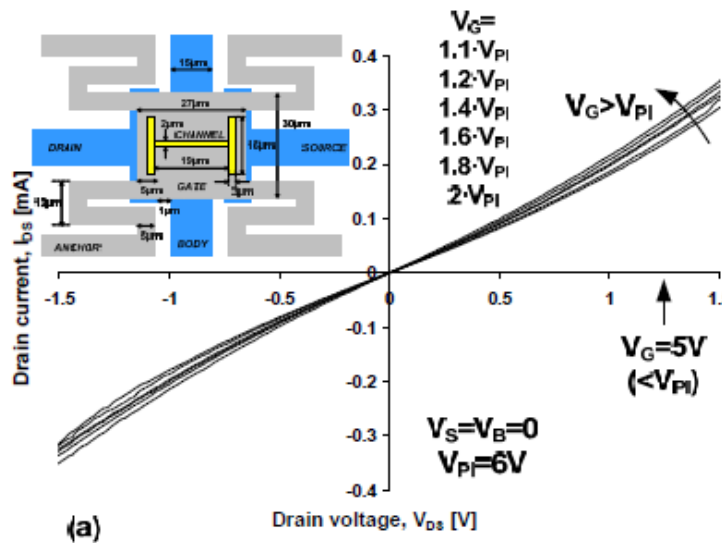 V_G=
1.1·V_PI
1.2·V_PI
1.4·V_PI
1.6·V_PI
1.8·V_PI
2·V_PI
V_G>V_PI
V_G=5V
(<V_PI)
V_S=V_B=0
V_PI=6V
Drain current, I_DS [mA]
0.4
0.3
0.2
0.1
0
-0.1
-0.2
-0.3
-0.4
-1.5
-1
-0.5
0
0.5
1
1.
Drain voltage, V_DS [V]
(a)
15μm
27μm
2μm
CHANNEL
30μm
DRAIN
SOURCE
19μm
5μm
GATE
3μm
1μm
5μm
ANCHOR
BODY